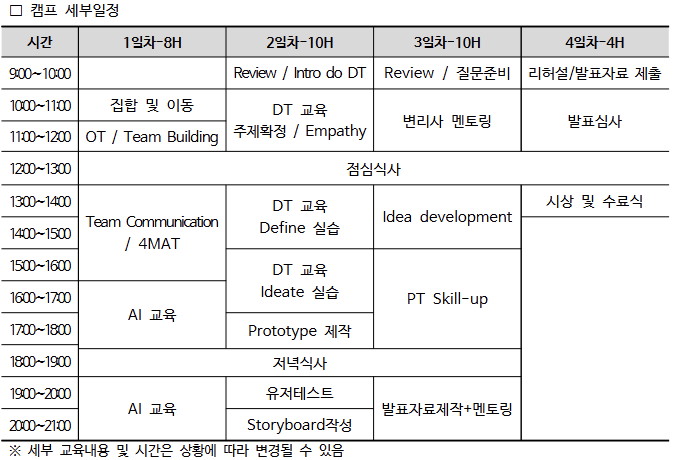 □ 캠프 세부일정
시간 1일차-8H 2일차-10H 3일차-10H 4일차-4H
9:00~10:00 Review / Intro do DT Review / 질문준비 리허설/발표자료 제출
10:00~11:00 집합 및 이동 DT 교육 변리사 멘토링 발표심사
11:00~12:00 OT / Team Building 주제확정 / Empathy
12:00~13:00 점심식사
13:00~14:00 Team Communication DT 교육 Idea development 시상 및 수료식
14:00~15:00 / 4MAT Define 실습
15:00~16:00 DT 교육 PT Skill-up
16:00~17:00 AI 교육 Ideate 실습
17:00~18:00 Prototype 제작
18:00~19:00 저녁식사
19:00~20:00 AI 교육 유저테스트 발표자료제작+멘토링
20:00~21:00 Storyboard작성
※ 세부 교육내용 및 시간은 상황에 따라 변경될 수 있음